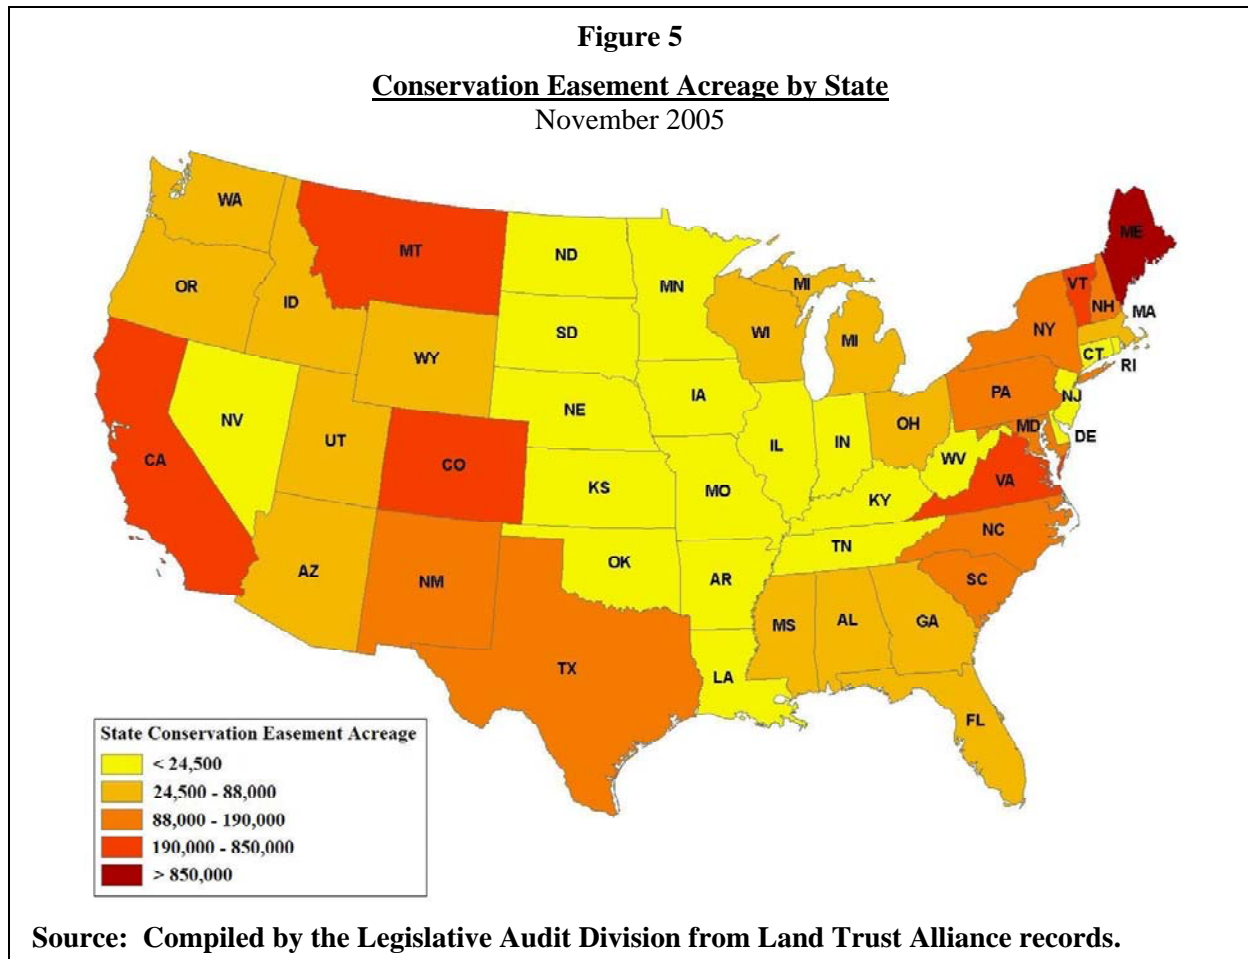 Figure 5
Conservation Easement Acreage by State
November 2005
WA
MT
ND
MN
ME
OR
ID
SD
WI
MI
MI
VT
NH
MA
NY
WY
CT
RI
NV
UT
NE
IA
PA
NJ
CA
CO
IL
IN
OH
MD
DE
KS
MO
WV
VA
KY
AZ
NM
OK
AR
TN
NC
SC
TX
LA
MS
AL
GA
FL
State Conservation Easement Acreage
< 24,500
24,500 - 88,000
88,000 - 190,000
190,000 - 850,000
> 850,000
Source: Compiled by the Legislative Audit Division from Land Trust Alliance records.